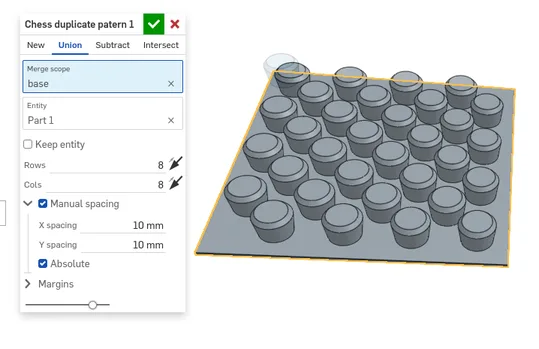 Chess duplicate patern 1
New Union Subtract Intersect
Merge scope
base
Entity
Part 1
Keep entity
Rows 8
Cols 8
Manual spacing
X spacing 10 mm
Y spacing 10 mm
Absolute
Margins